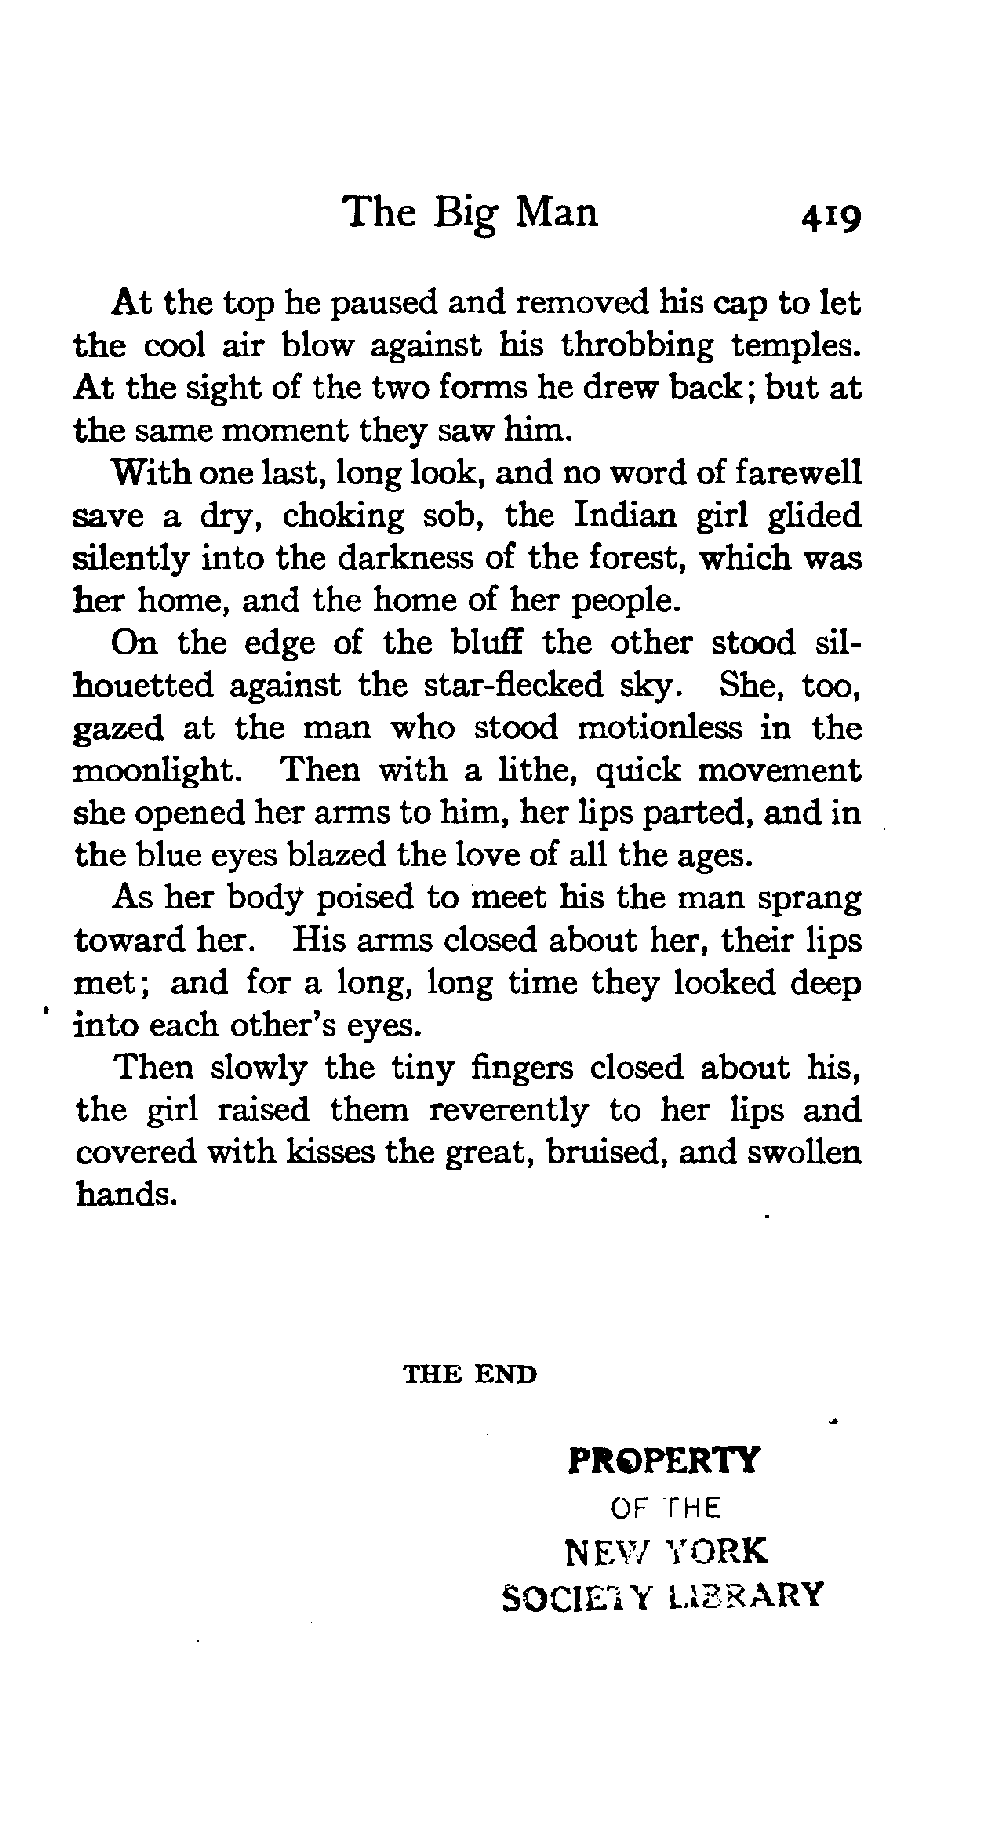 The Big Man 419
At the top he paused and removed his cap to let
the cool air blow against his throbbing temples.
At the sight of the two forms he drew back; but at
the same moment they saw him.
With one last, long look, and no word of farewell
save a dry, choking sob, the Indian girl glided
silently into the darkness of the forest, which was
her home, and the home of her people.
On the edge of the bluff the other stood sil-
houetted against the star-flecked sky. She, too,
gazed at the man who stood motionless in the
moonlight. Then with a lithe, quick movement
she opened her arms to him, her lips parted, and in
the blue eyes blazed the love of all the ages.
As her body poised to meet his the man sprang
toward her. His arms closed about her, their lips
met; and for a long, long time they looked deep
into each other's eyes.
Then slowly the tiny fingers closed about his,
the girl raised them reverently to her lips and
covered with kisses the great, bruised, and swollen
hands.
THE END
PROPERTY
OF THE
NEW YORK
SOCIETY LIBRARY